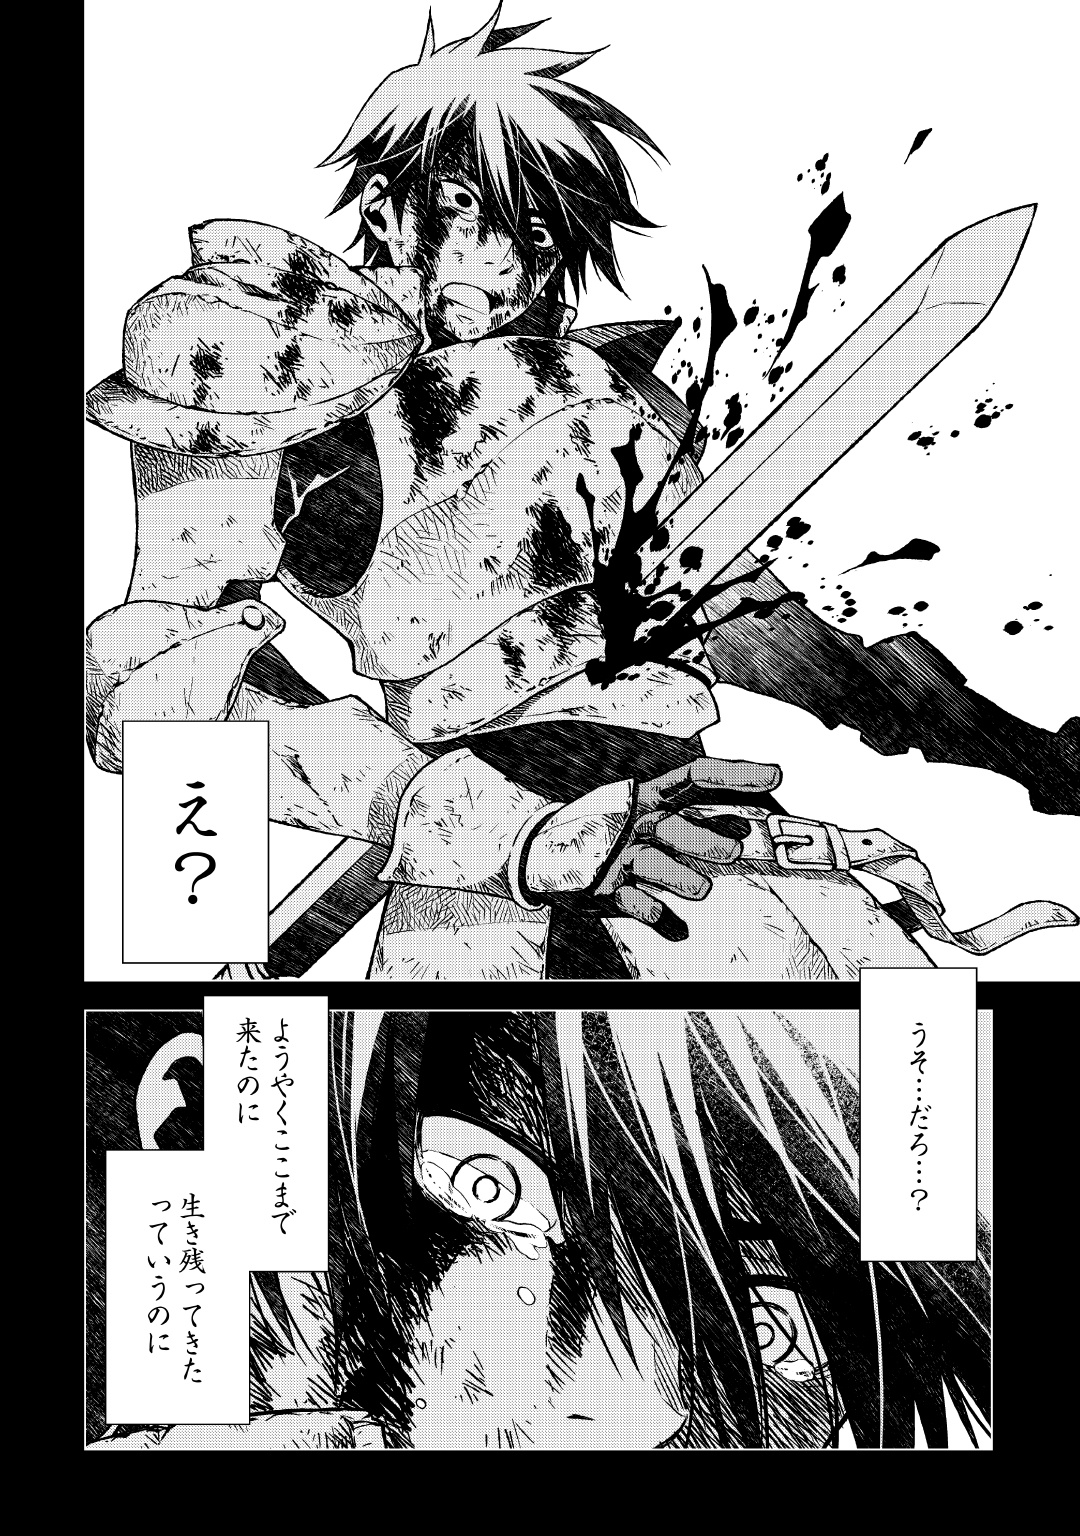 え?
うそ…だろ…?
ようやくここまで
来たのに
生き残ってきた
っていうのに